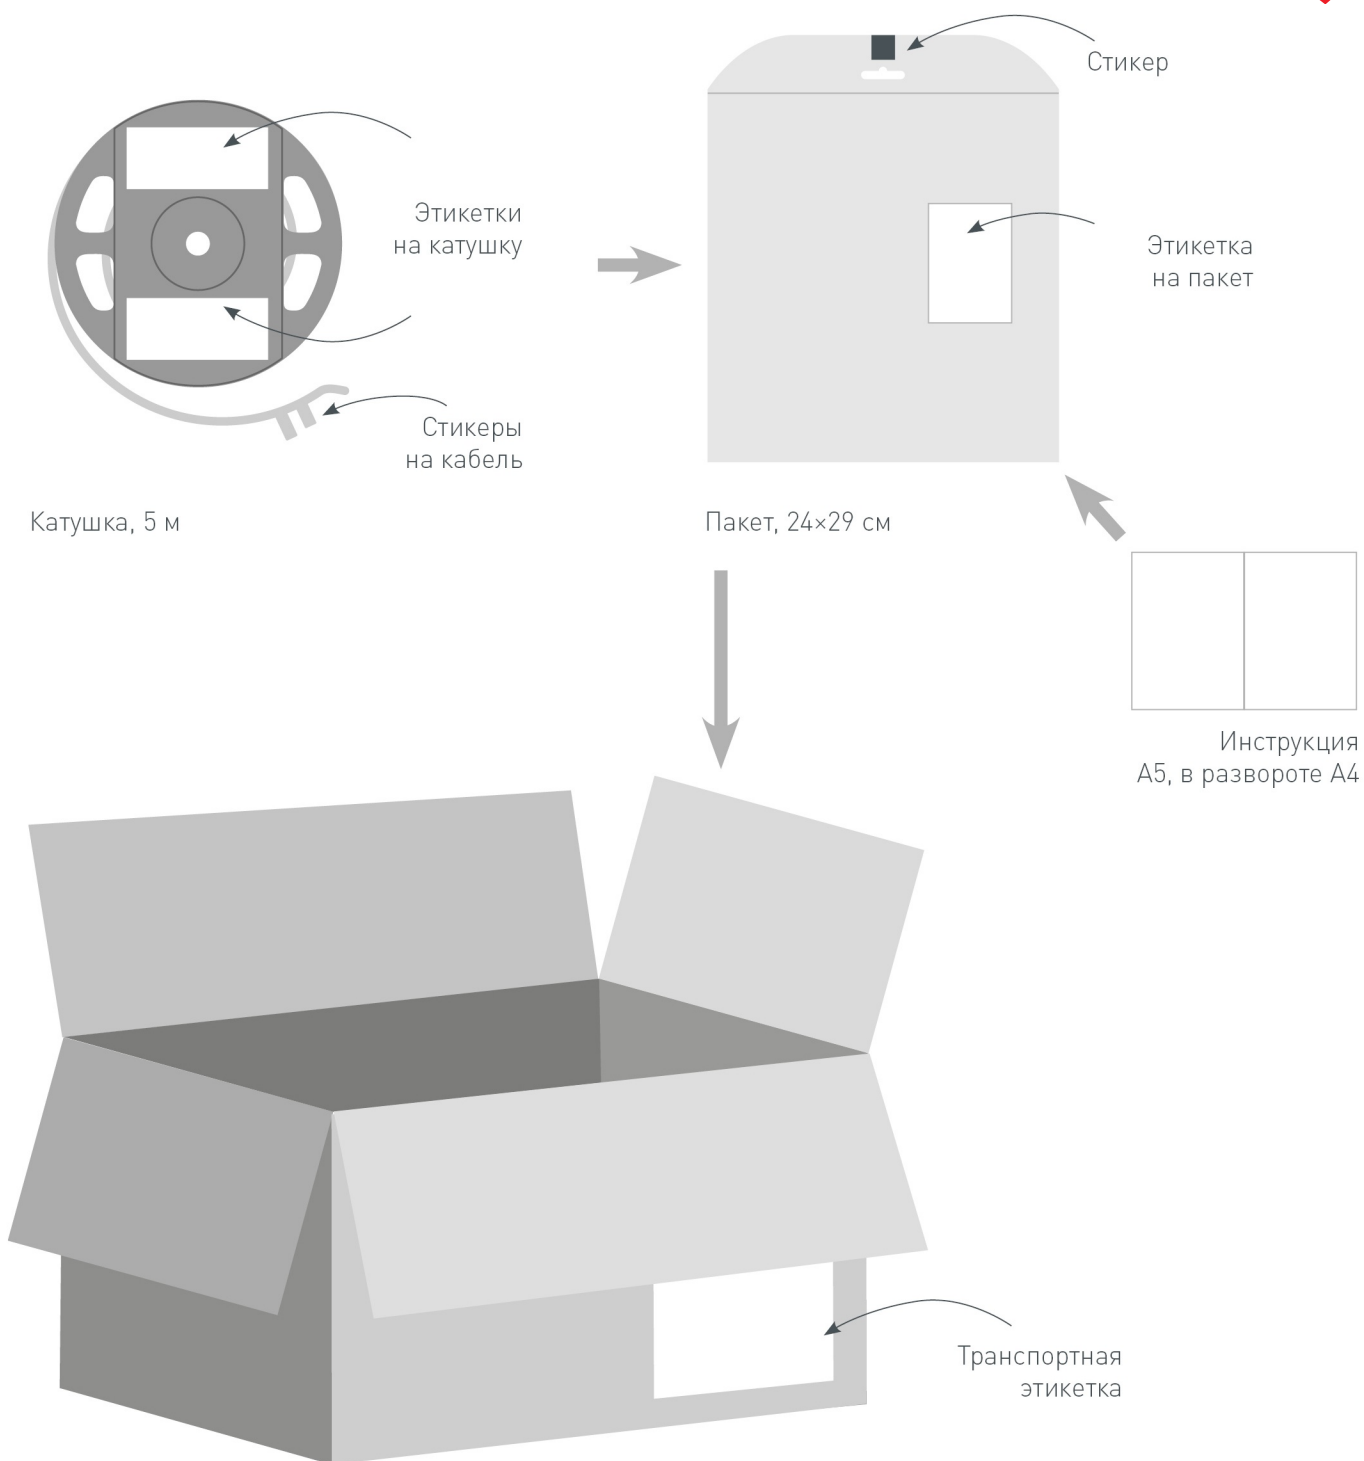 Стикер
Этикетки
на катушку
Этикетка
на пакет
Стикеры
на кабель
Катушка, 5 м
Пакет, 24×29 см
Инструкция
А5, в развороте А4
Транспортная
этикетка